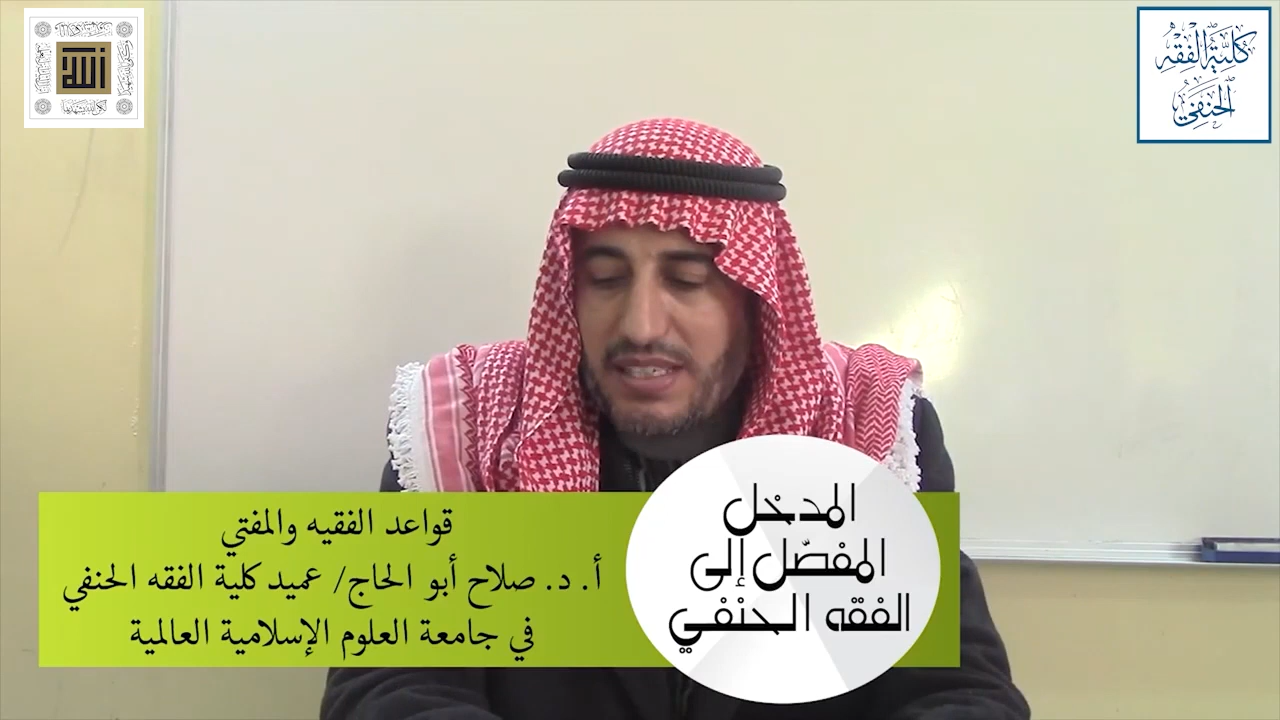 كلية الفقه
الحنفي
المدخل
المفصّل إلى
الفقه الحنفي
قواعد الفقيه والمفتي
أ. د. صلاح أبو الحاج/ عميد كلية الفقه الحنفي
في جامعة العلوم الإسلامية العالمية